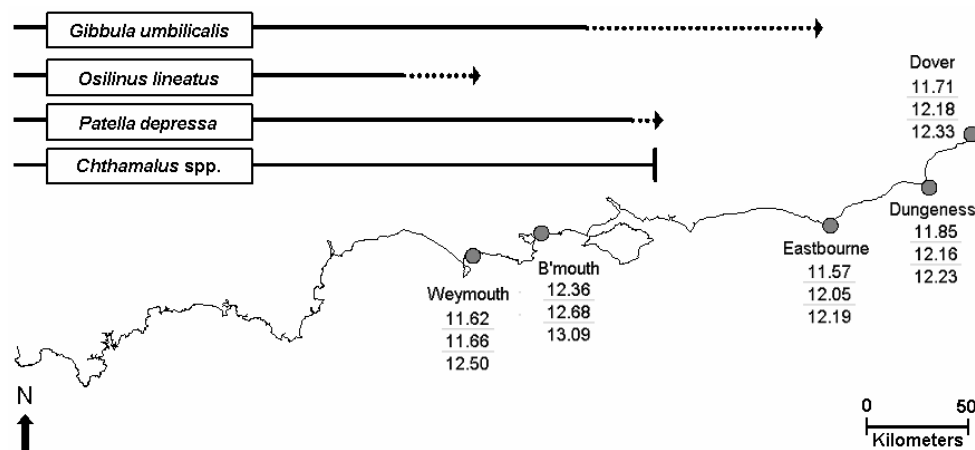 Gibbula umbilicalis
Osilinus lineatus
Patella depressa
Chthamalus spp.
Dover
11.71
12.18
12.33
Dungeness
11.85
12.16
12.23
Eastbourne
11.57
12.05
12.19
B'mouth
12.36
12.68
13.09
Weymouth
11.62
11.66
12.50
N
0 50
Kilometers